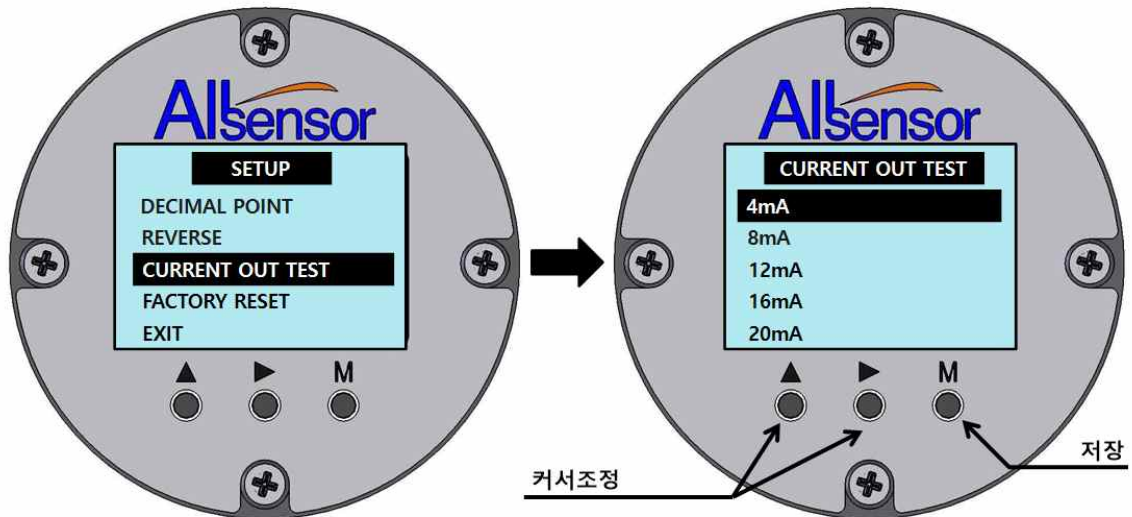 Allsensor
SETUP
DECIMAL POINT
REVERSE
CURRENT OUT TEST
FACTORY RESET
EXIT
▲ ▶ M
Allsensor
CURRENT OUT TEST
4mA
8mA
12mA
16mA
20mA
▲ ▶ M
커서조정
저장